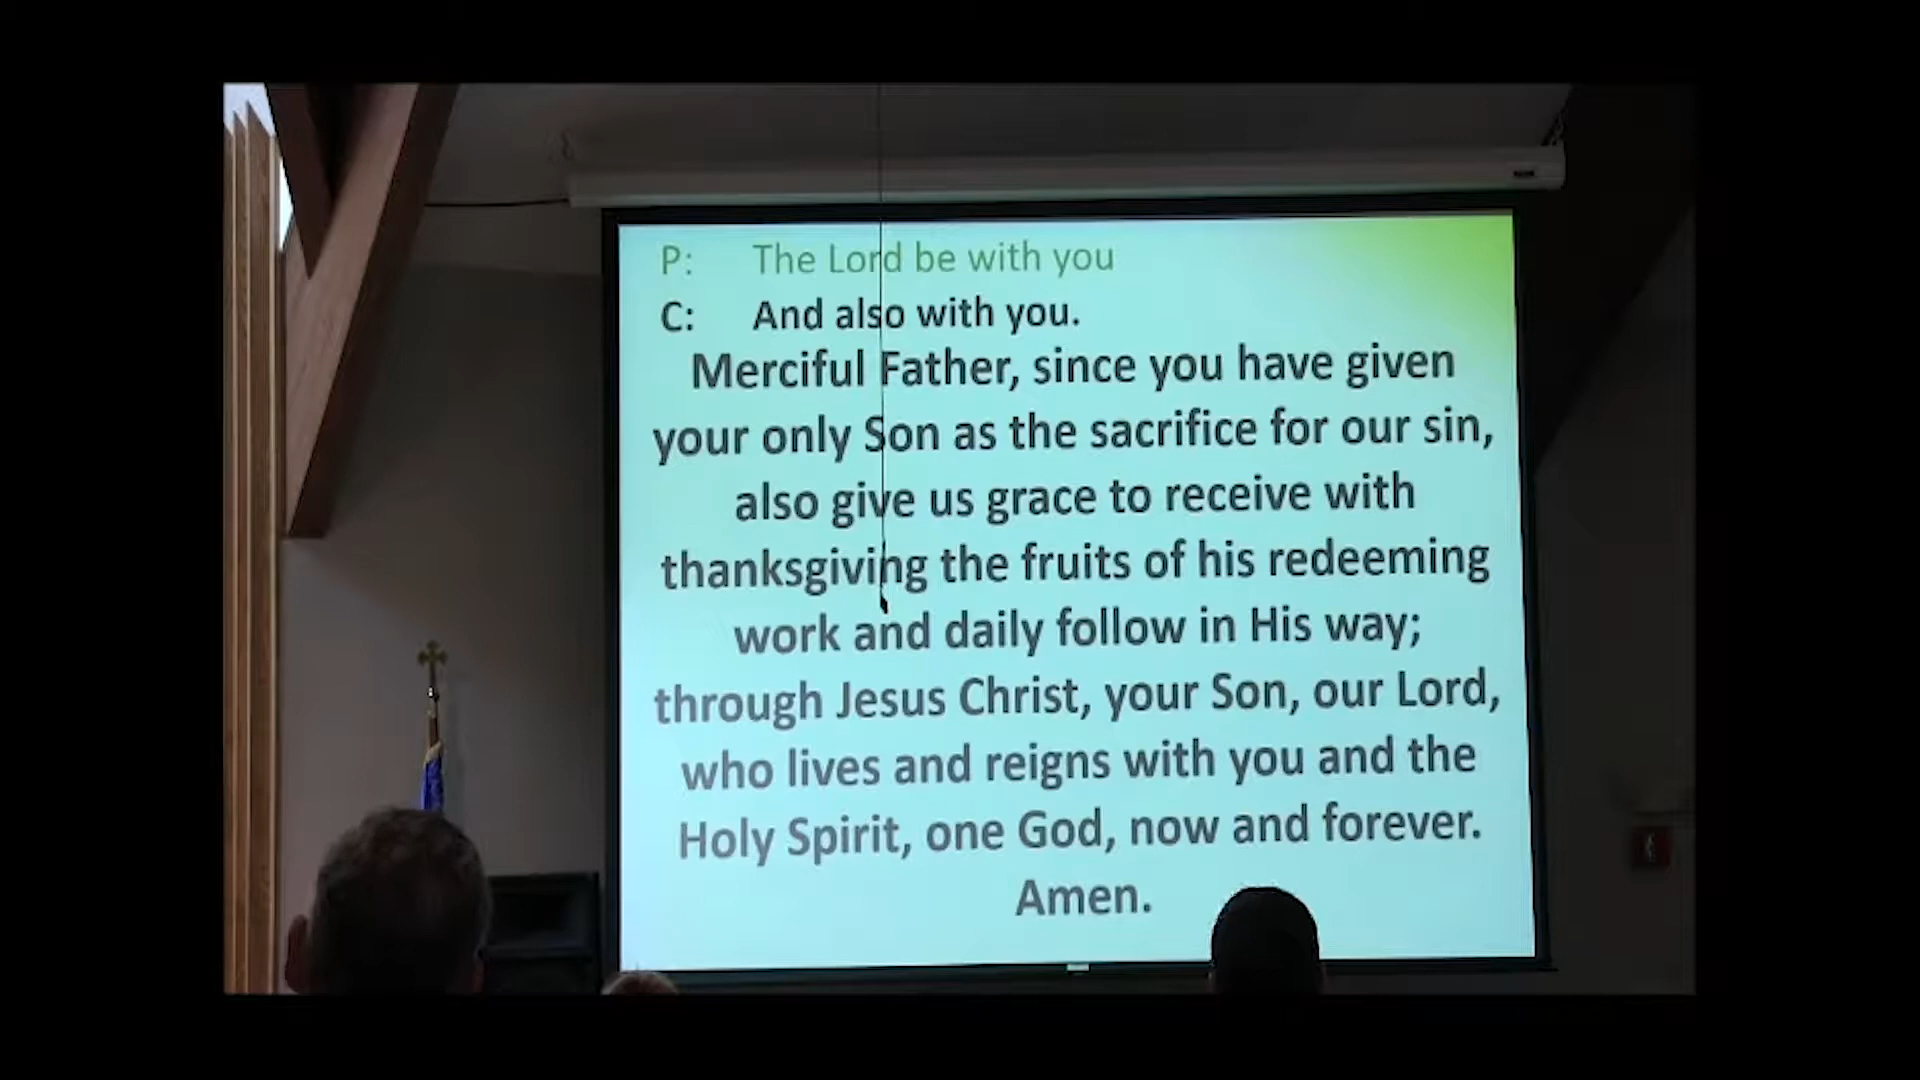 P: The Lord be with you
C: And also with you.
Merciful Father, since you have given
your only Son as the sacrifice for our sin,
also give us grace to receive with
thanksgiving the fruits of his redeeming
work and daily follow in His way;
through Jesus Christ, your Son, our Lord,
who lives and reigns with you and the
Holy Spirit, one God, now and forever.
Amen.